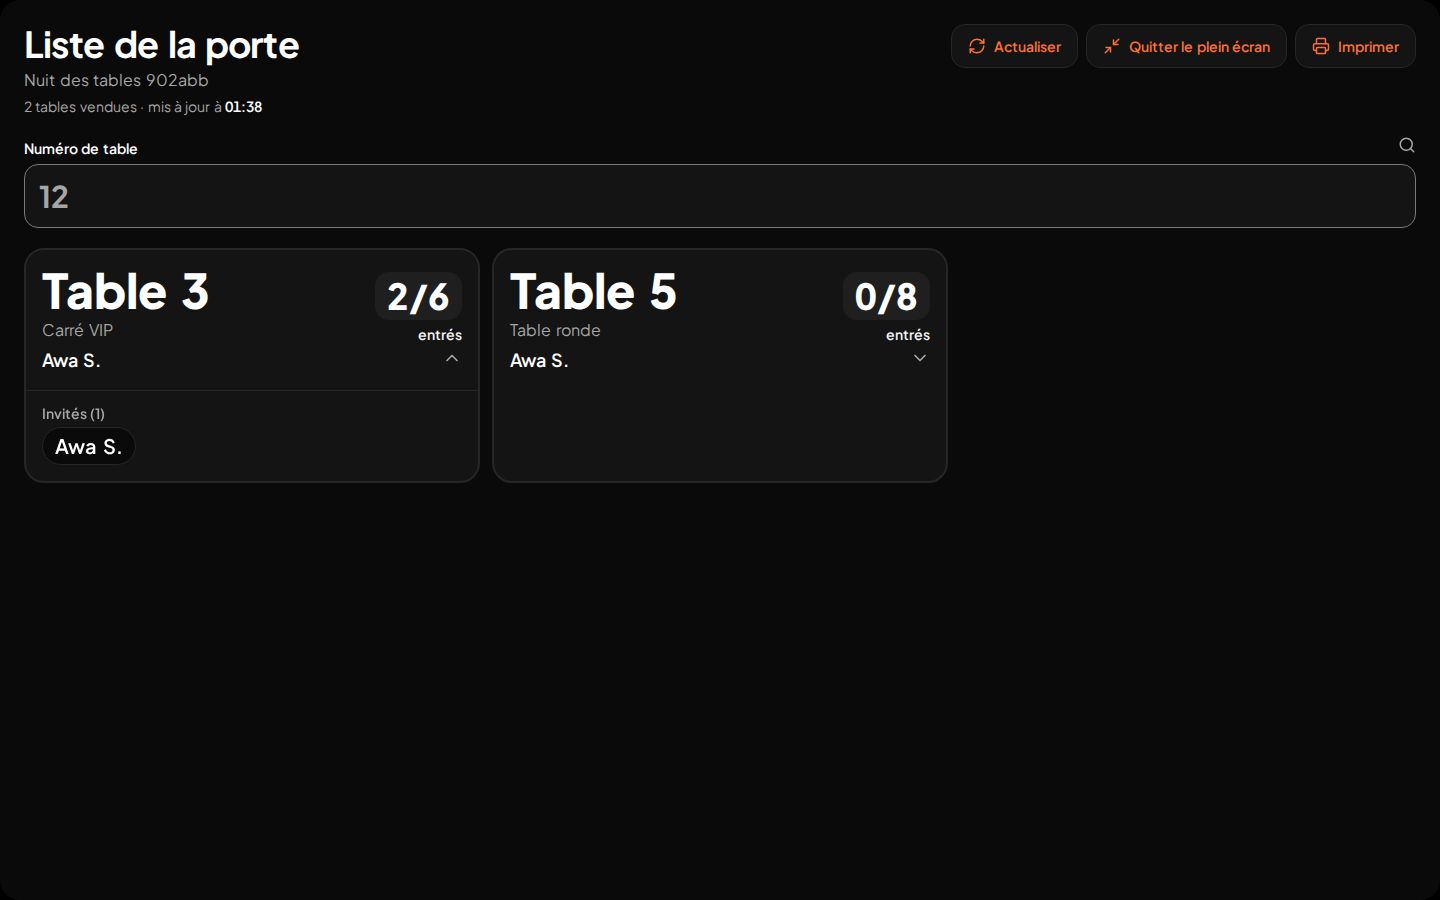 Liste de la porte
Actualiser
Quitter le plein écran
Imprimer
Nuit des tables 902abb
2 tables vendues · mis à jour à 01:38
Numéro de table
12
Table 3
2/6
Carré VIP
entrés
Awa S.
Invités (1)
Awa S.
Table 5
0/8
Table ronde
entrés
Awa S.